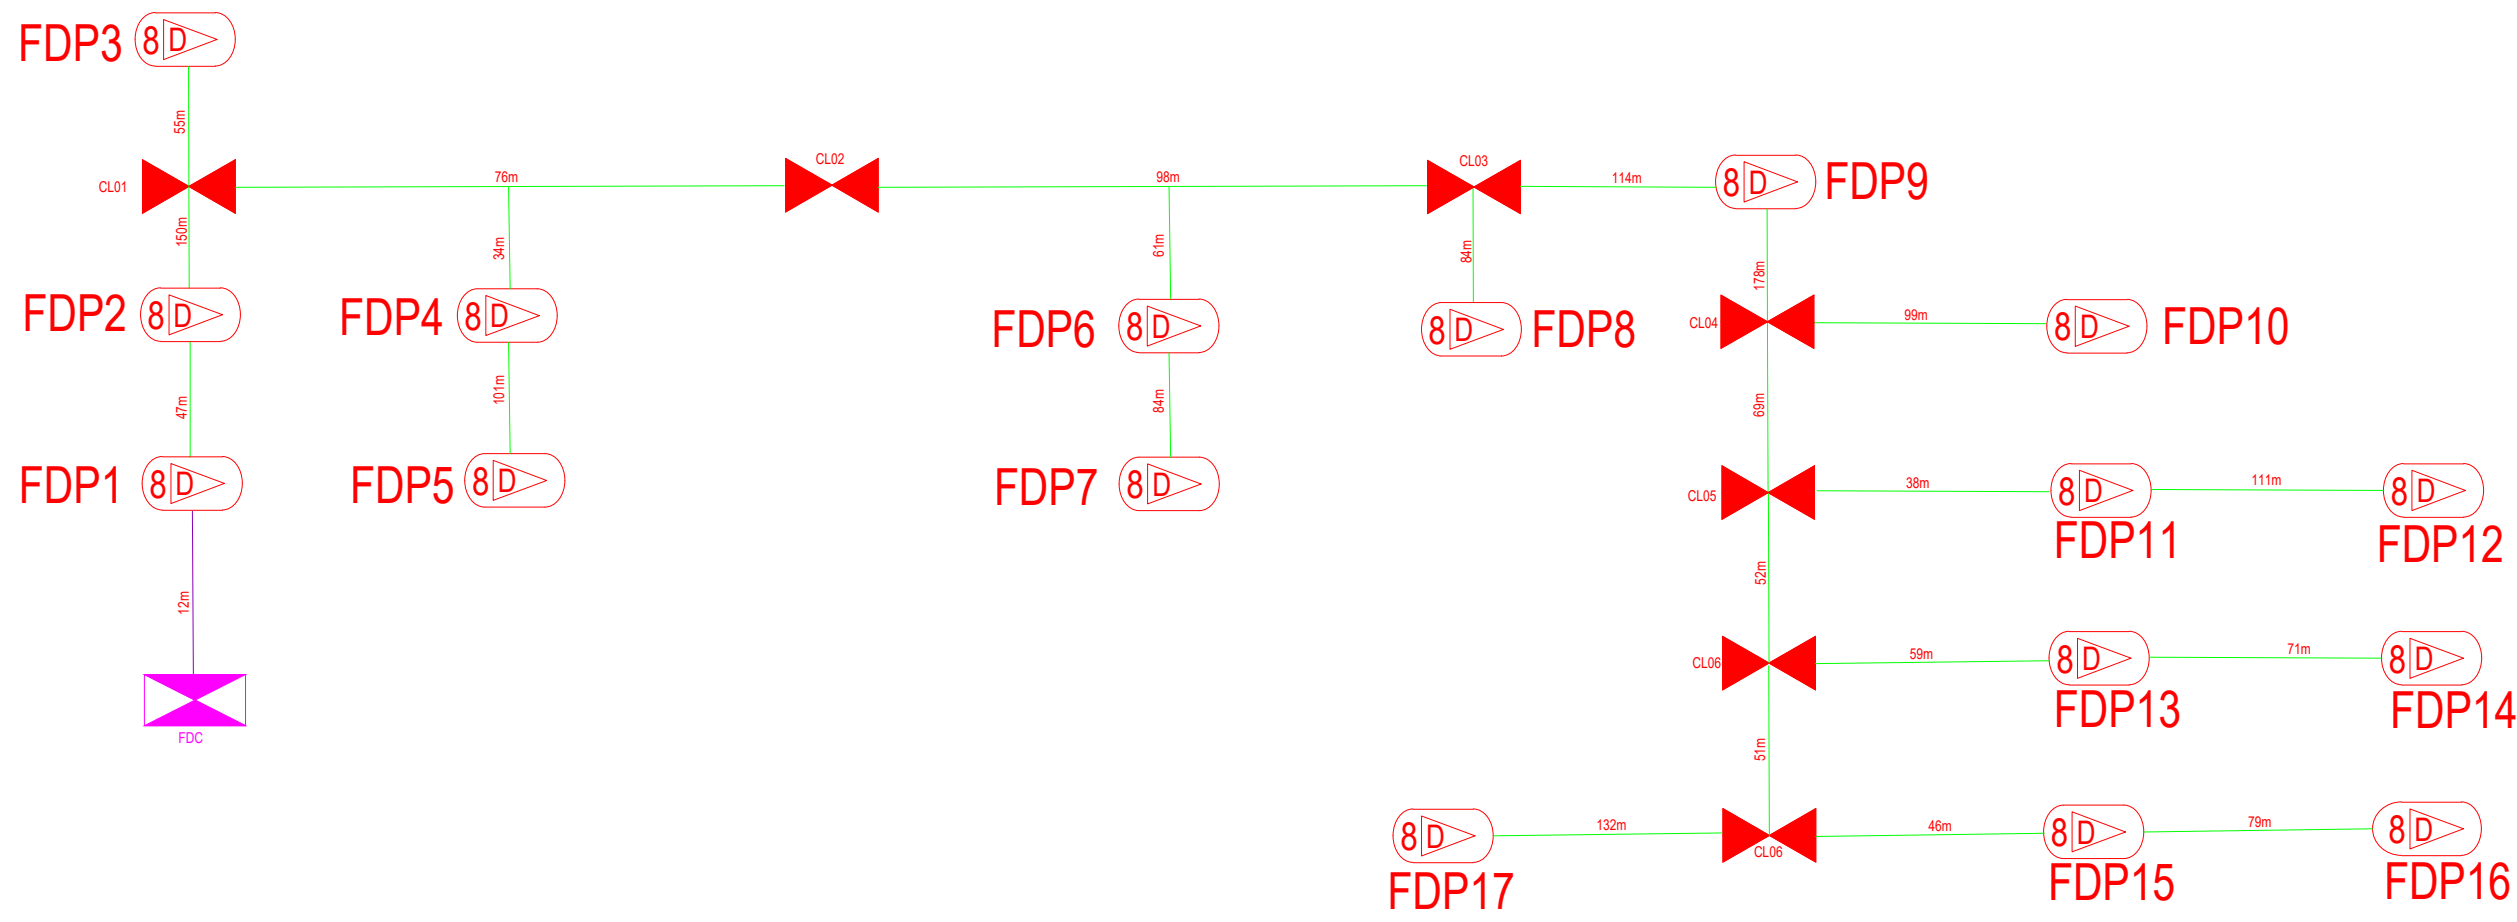 FDP3 8 D
55m
CL01
76m
CL02
98m
CL03
114m
8 D FDP9
150m
34m
61m
84m
178m
FDP2 8 D
FDP4 8 D
FDP6 8 D
8 D FDP8
CL04
99m
8 D FDP10
47m
101m
84m
69m
FDP1 8 D
FDP5 8 D
FDP7 8 D
CL05
38m
8 D
FDP11
111m
8 D
FDP12
12m
52m
CL06
59m
8 D
FDP13
71m
8 D
FDP14
FDC
51m
8 D
FDP17
132m
CL06
46m
8 D
FDP15
79m
8 D
FDP16